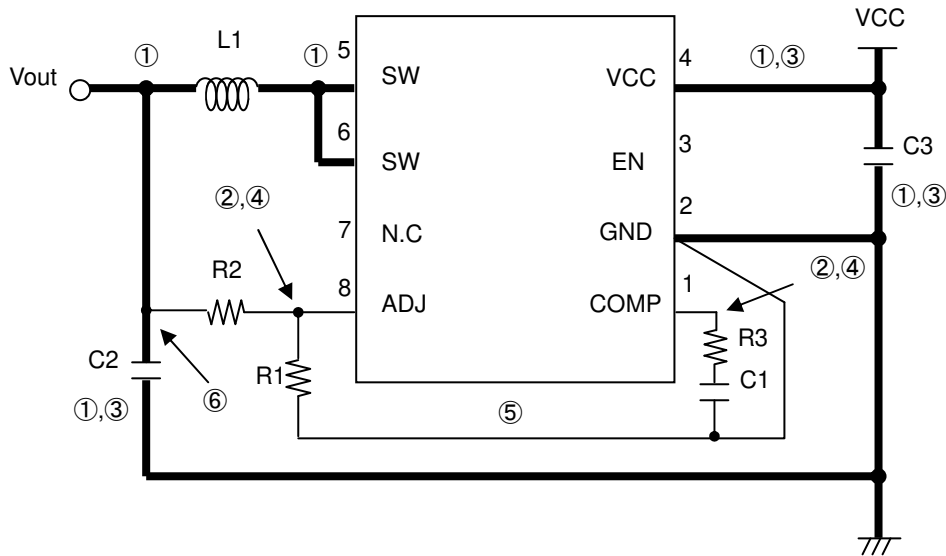 VCC
L1
①
①
5
4
①,③
Vout
SW
VCC
6
3
C3
SW
EN
①,③
②,④
2
7
N.C
GND
②,④
R2
8
1
ADJ
COMP
R3
C2
R1
C1
⑥
①,③
⑤